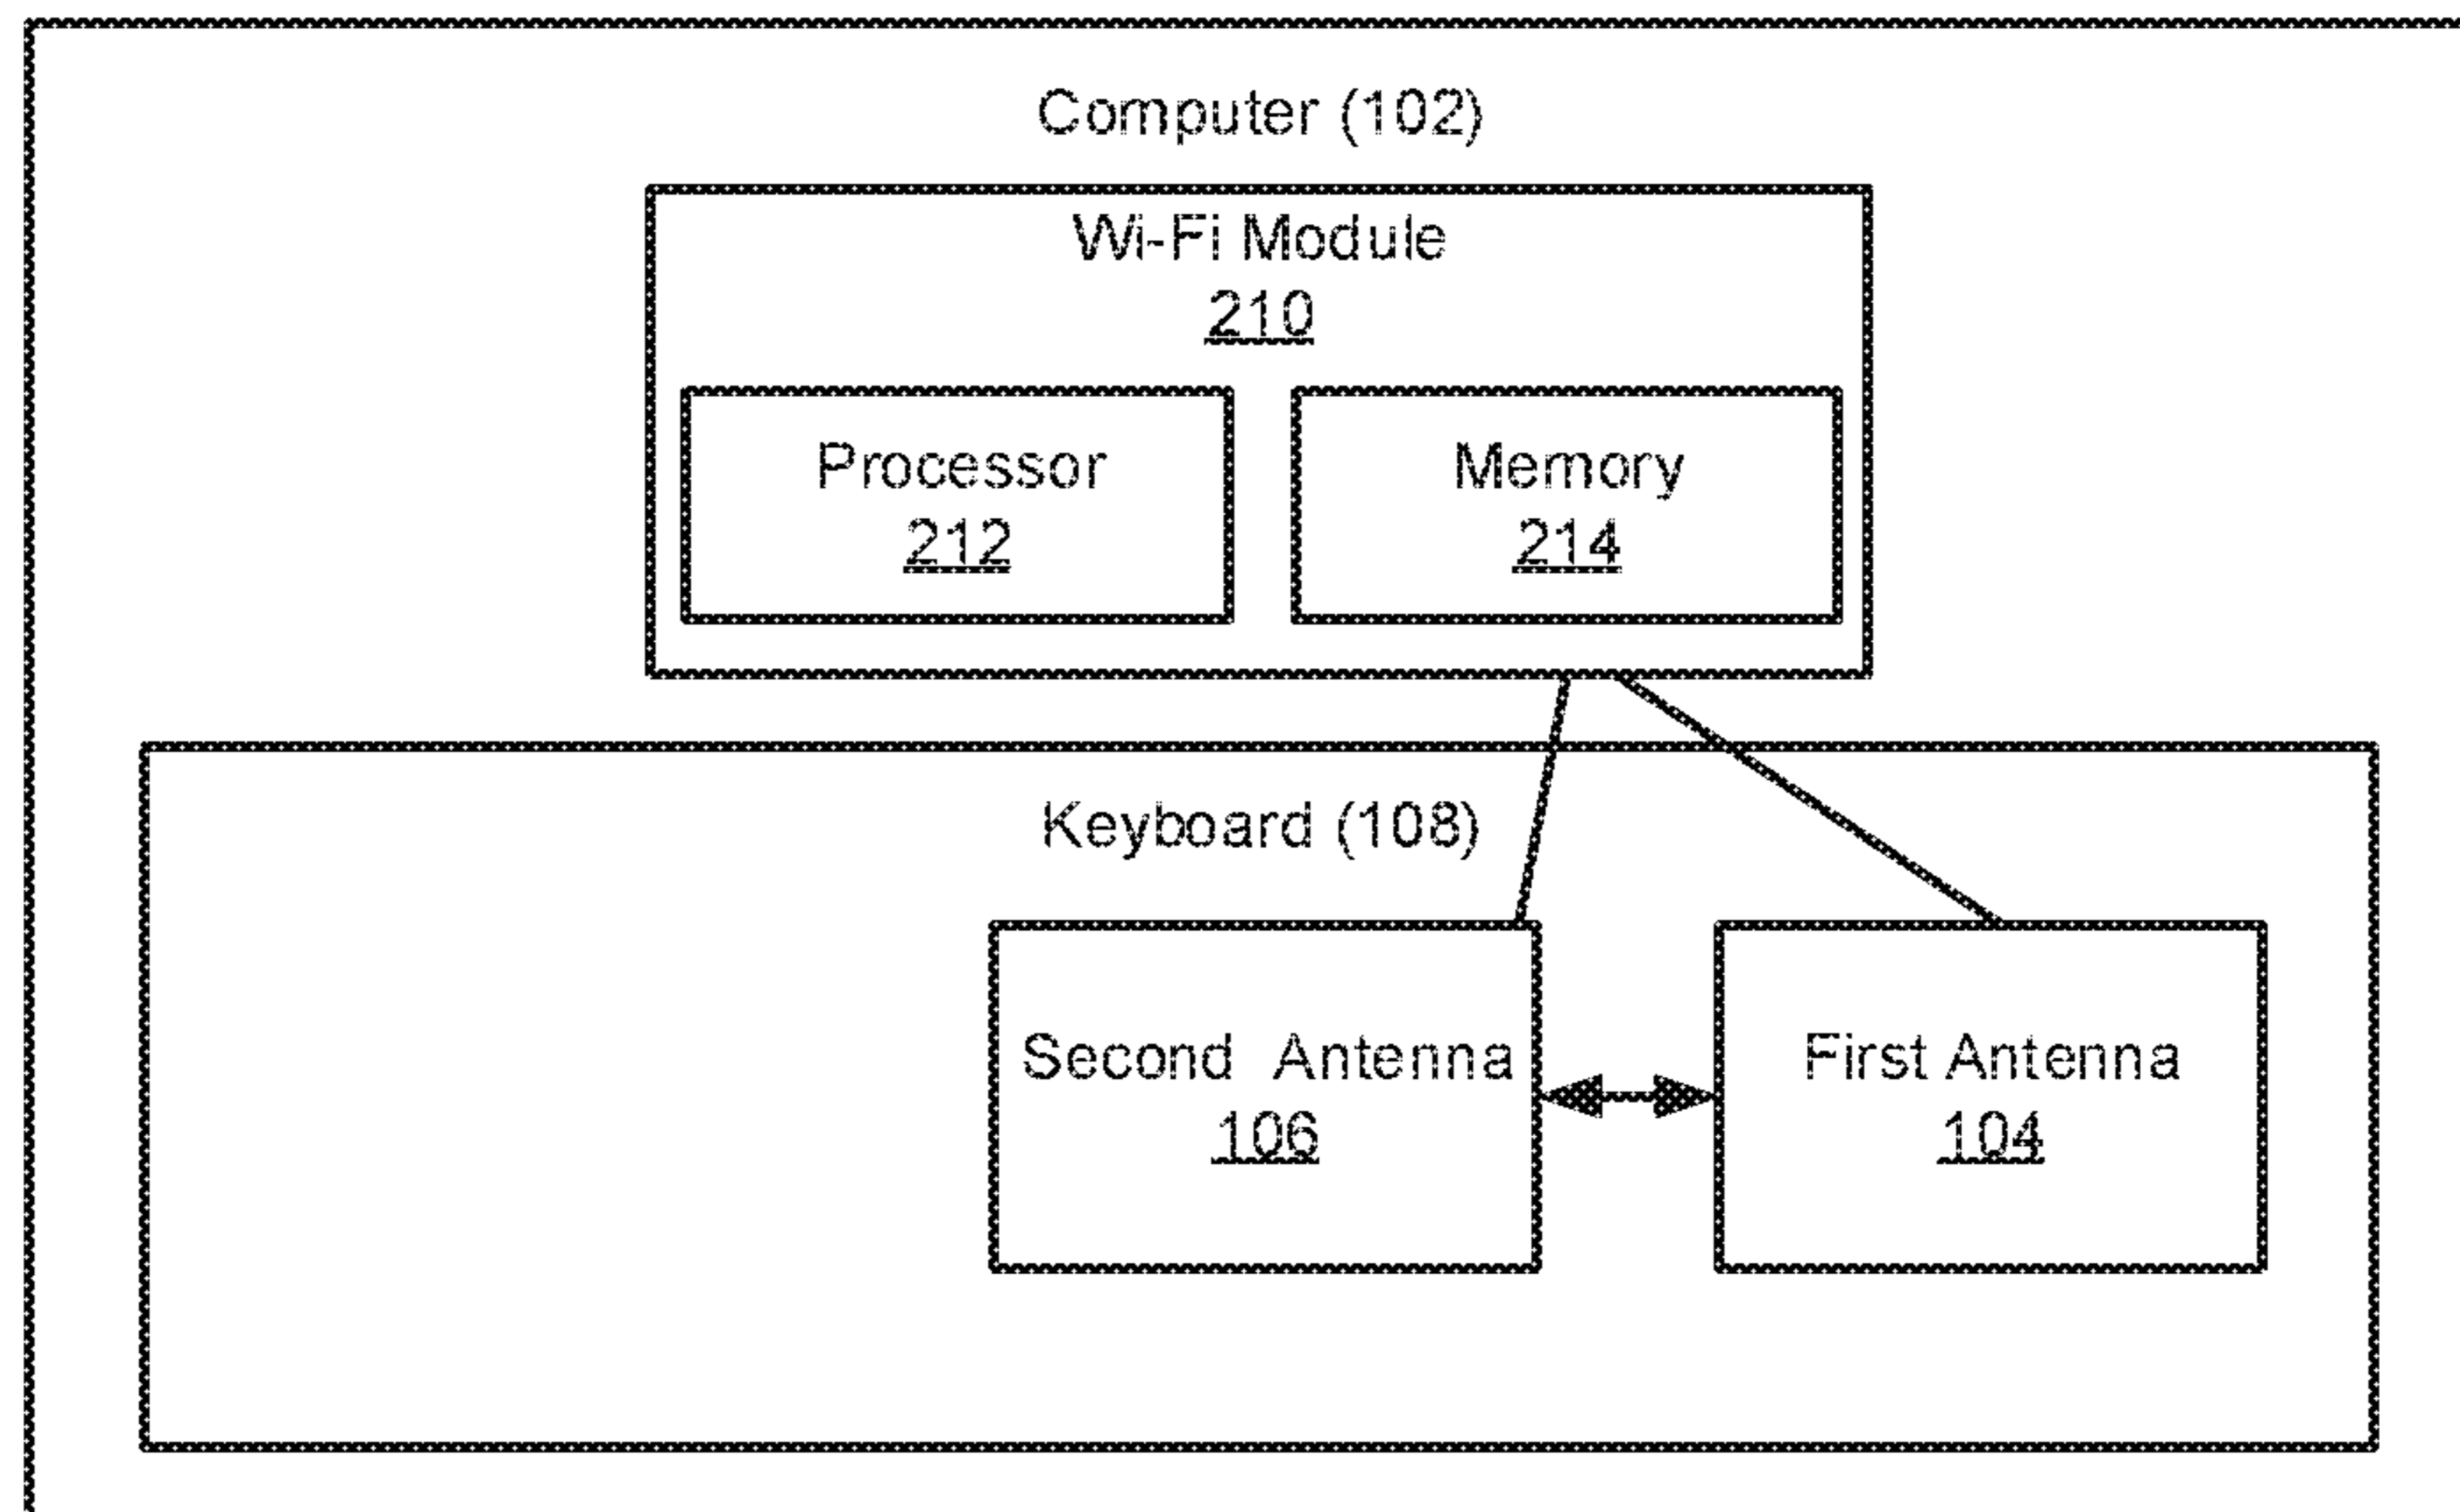 Computer (102)
Wi-Fi Module
210
Processor
212
Memory
214
Keyboard (108)
Second Antenna
106
First Antenna
104